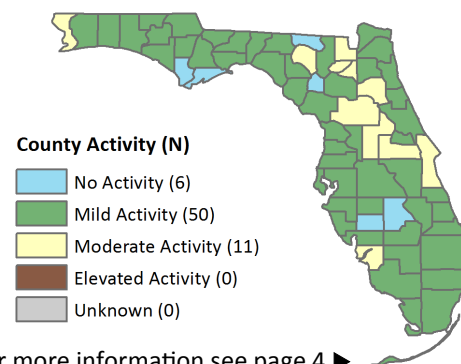 County Activity (N)
No Activity (6)
Mild Activity (50)
Moderate Activity (11)
Elevated Activity (0)
Unknown (0)
r more information see page 4 ►